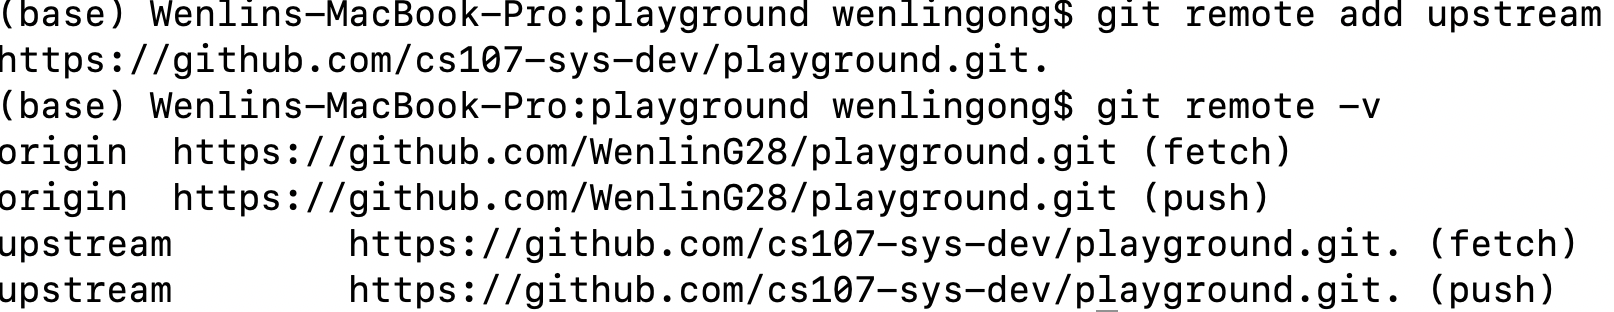 (base) Wenlins-MacBook-Pro:playground wenlingong$ git remote add upstream
https://github.com/cs107-sys-dev/playground.git.
(base) Wenlins-MacBook-Pro:playground wenlingong$ git remote -v
origin  https://github.com/WenlinG28/playground.git (fetch)
origin  https://github.com/WenlinG28/playground.git (push)
upstream        https://github.com/cs107-sys-dev/playground.git. (fetch)
upstream        https://github.com/cs107-sys-dev/playground.git. (push)